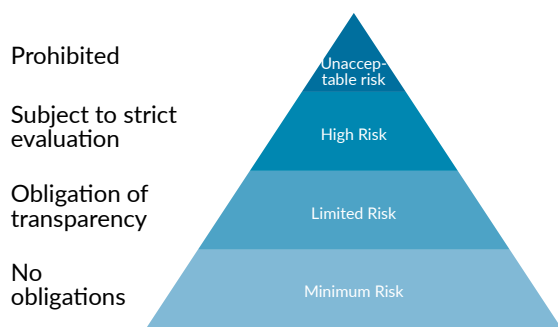 Prohibited
Unaccep-
table risk
Subject to strict
evaluation
High Risk
Obligation of
transparency
Limited Risk
No
obligations
Minimum Risk